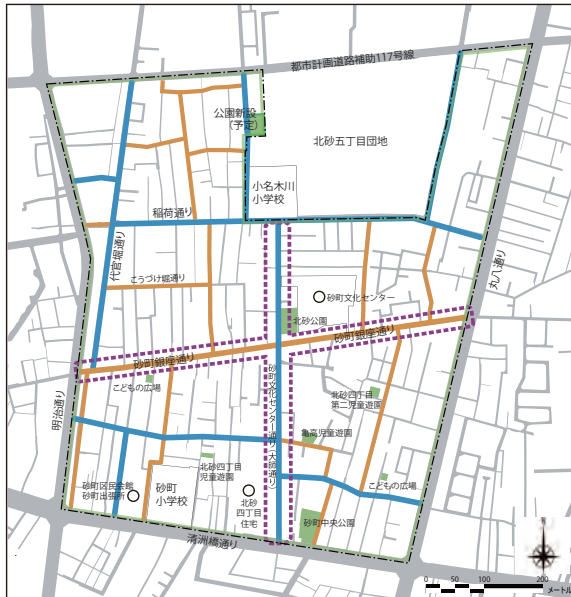 都市計画道路補助117号線
公園新設
(予定)
北砂五丁目団地
小名木川
小学校
稲荷通り
代官堀通り
丸八通り
こうづけ堀通り
砂町文化センター
北砂公園
砂町銀座通り
砂町銀座通り
こどもの広場
明治通り
砂町文化センター通り(大師通り)
北砂四丁目
第二児童遊園
亀高児童遊園
北砂四丁目
児童遊園
こどもの広場
砂町区民会館
砂町出張所
砂町
小学校
北砂
四丁目
住宅
砂町中央公園
清洲橋通り
0 50 100 200
メートル